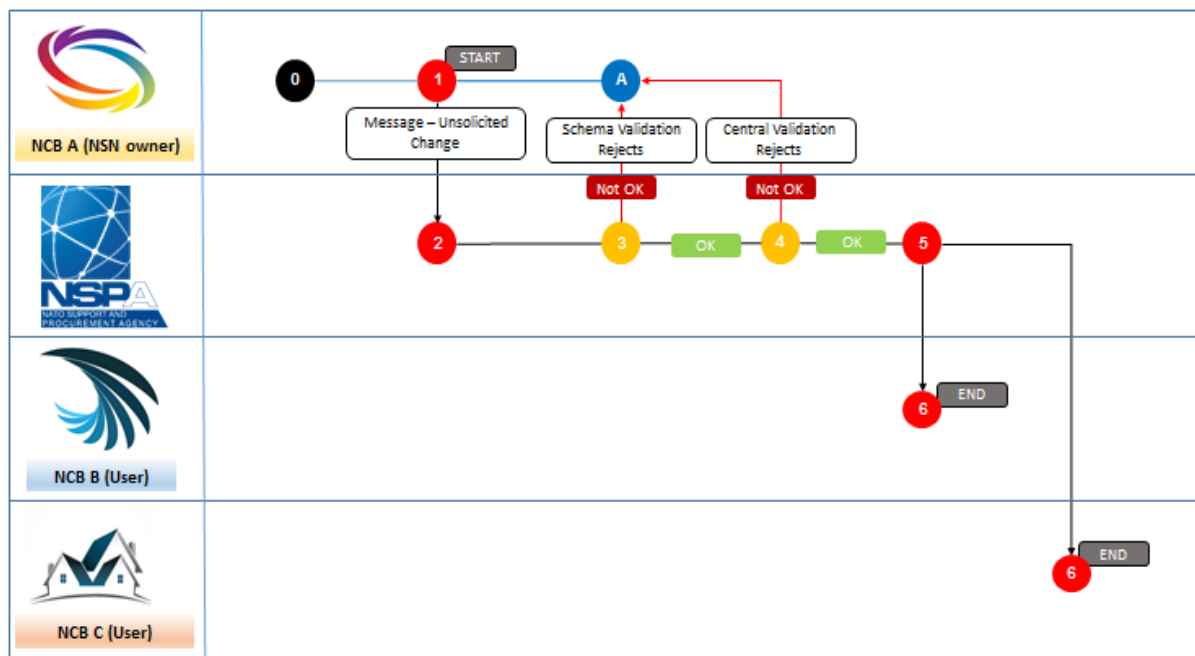 START
0
1
A
Message – Unsolicited
Change
Schema Validation
Rejects
Central Validation
Rejects
NCB A (NSN owner)
Not OK
Not OK
2
3
OK
4
OK
5
NSPA
NATO SUPPORT AND
PROCUREMENT AGENCY
END
6
NCB B (User)
END
6
NCB C (User)